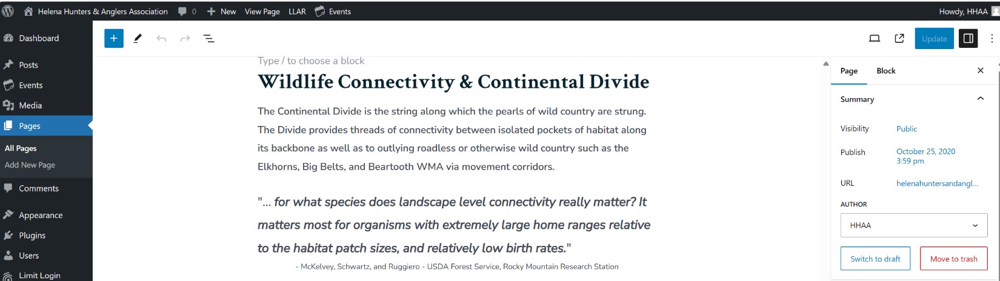 Helena Hunters & Anglers Association 0 New View Page LLAR Events Howdy, HHAA
Dashboard
Posts
Events
Media
Pages
All Pages
Add New Page
Comments
Appearance
Plugins
Users
Limit Login
Update
Type / to choose a block
Wildlife Connectivity & Continental Divide
The Continental Divide is the string along which the pearls of wild country are strung.
The Divide provides threads of connectivity between isolated pockets of habitat along
its backbone as well as to outlying roadless or otherwise wild country such as the
Elkhorns, Big Belts, and Beartooth WMA via movement corridors.
"... for what species does landscape level connectivity really matter? It
matters most for organisms with extremely large home ranges relative
to the habitat patch sizes, and relatively low birth rates."
- McKelvey, Schwartz, and Ruggiero - USDA Forest Service, Rocky Mountain Research Station
Page Block
Summary
Visibility Public
Publish October 25, 2020
3:59 pm
URL helenahuntersandangl...
AUTHOR
HHAA
Switch to draft Move to trash